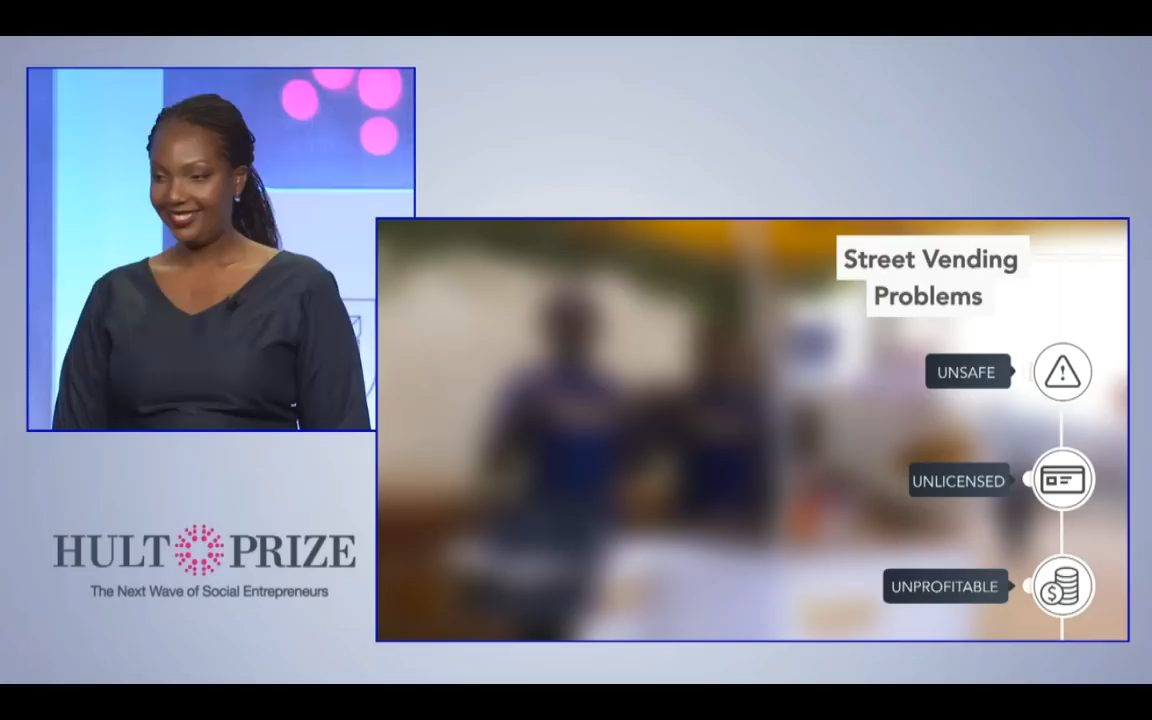 Street Vending
Problems
UNSAFE
UNLICENSED
UNPROFITABLE
HULT PRIZE
The Next Wave of Social Entrepreneurs